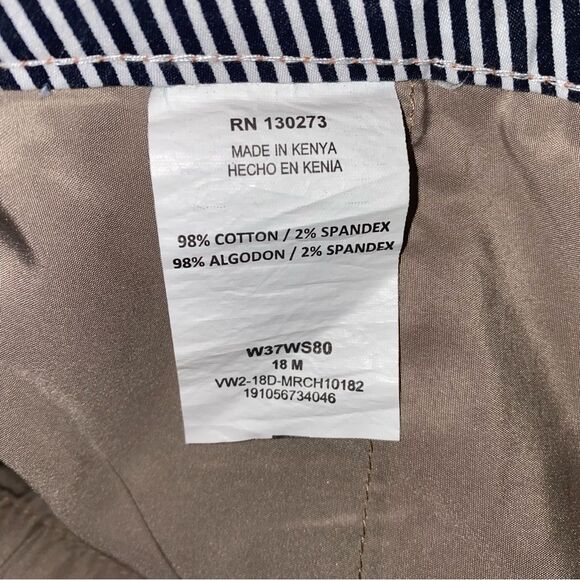 RN 130273
MADE IN KENYA
HECHO EN KENIA
98% COTTON / 2% SPANDEX
98% ALGODON / 2% SPANDEX
W37WS80
18 M
VW2-18D-MRCH10182
191056734046